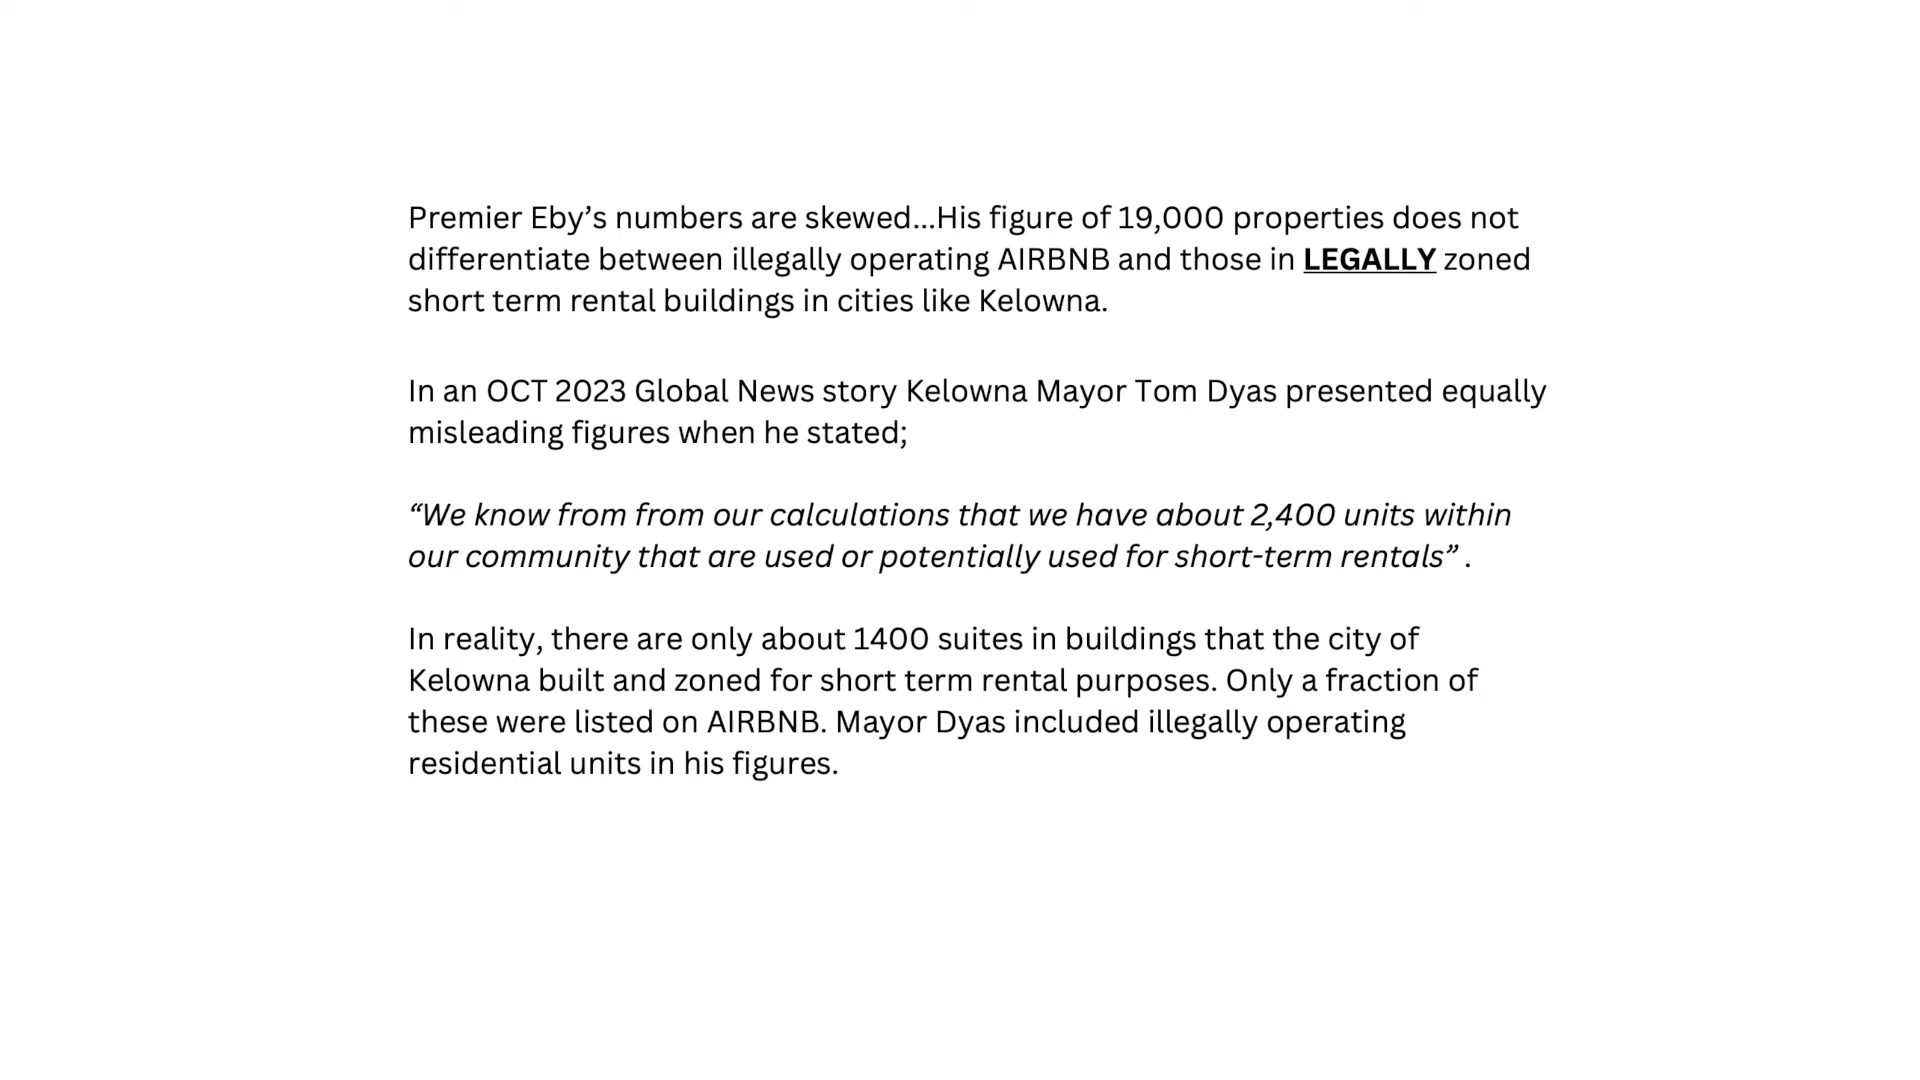 Premier Eby’s numbers are skewed...His figure of 19,000 properties does not
differentiate between illegally operating AIRBNB and those in LEGALLY zoned
short term rental buildings in cities like Kelowna.
In an OCT 2023 Global News story Kelowna Mayor Tom Dyas presented equally
misleading figures when he stated;
“We know from from our calculations that we have about 2,400 units within
our community that are used or potentially used for short-term rentals” .
In reality, there are only about 1400 suites in buildings that the city of
Kelowna built and zoned for short term rental purposes. Only a fraction of
these were listed on AIRBNB. Mayor Dyas included illegally operating
residential units in his figures.